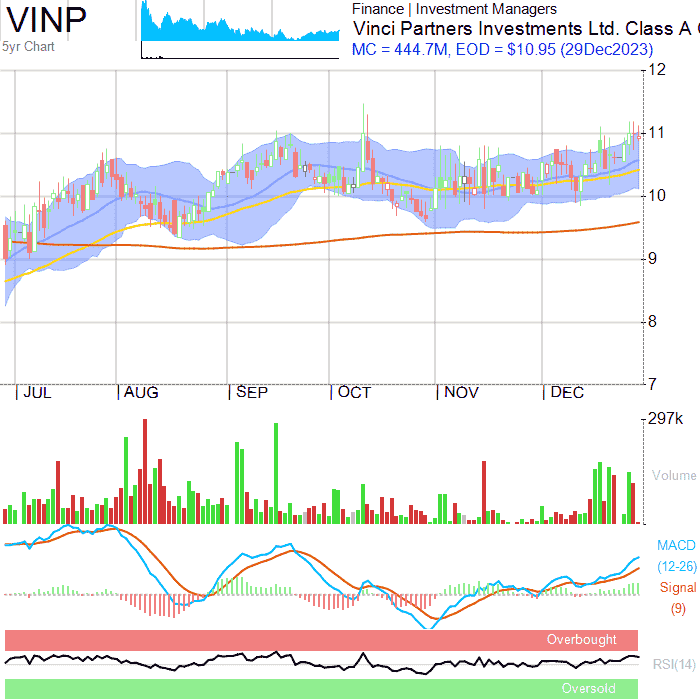 VINP
5yr Chart
Finance | Investment Managers
Vinci Partners Investments Ltd. Class A
MC = 444.7M, EOD = $10.95 (29Dec2023)
12
11
10
9
8
7
| JUL | AUG | SEP | OCT | NOV | DEC
297k
Volume
MACD
(12-26)
Signal
(9)
Overbought
RSI(14)
Oversold